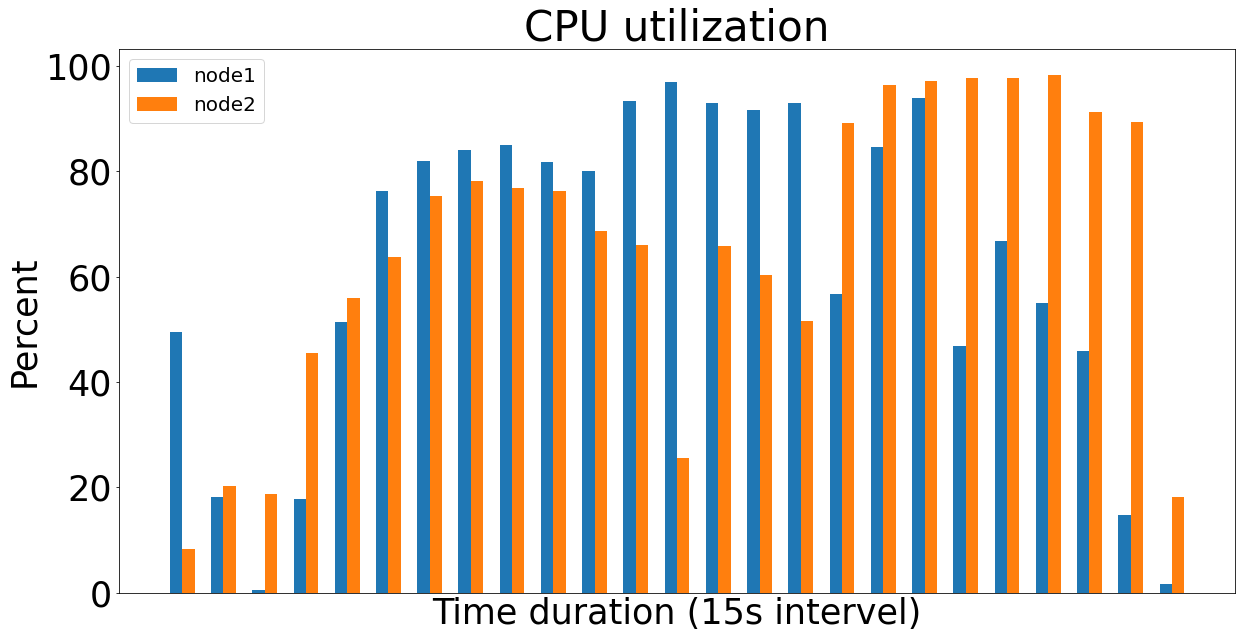 CPU utilization
node1
node2
Percent
100
80
60
40
20
0
Time duration (15s intervel)